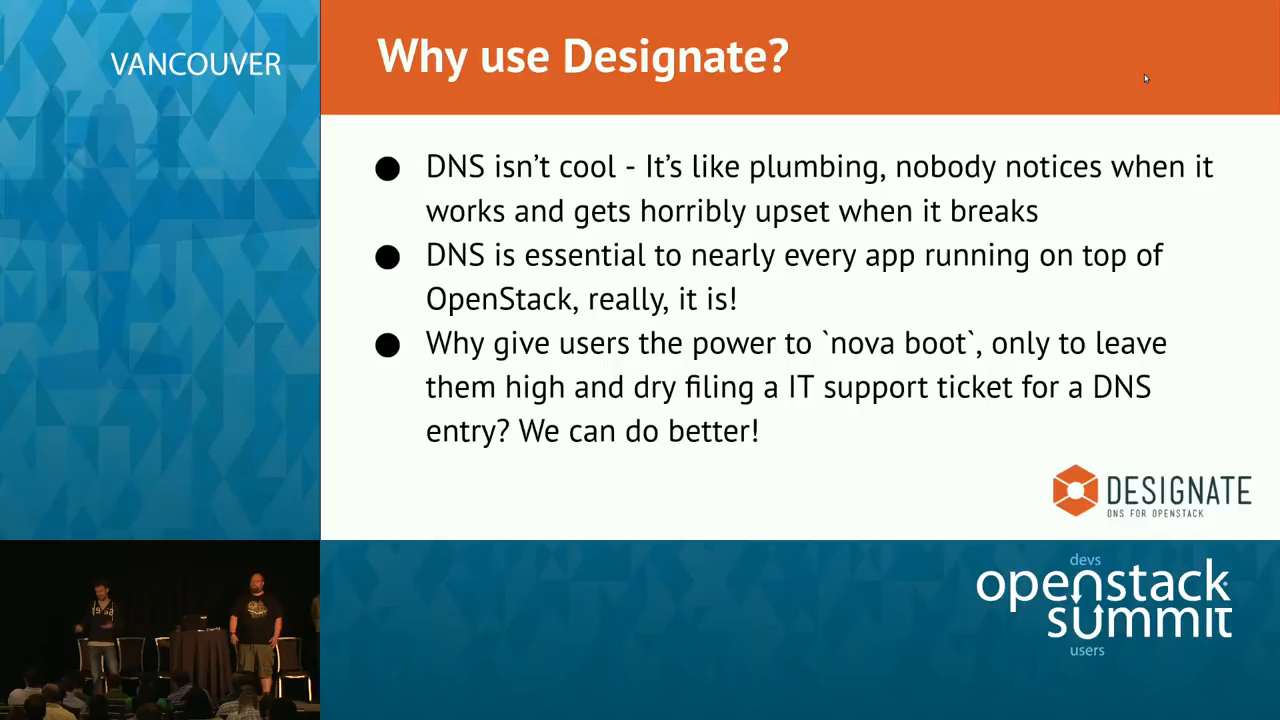 VANCOUVER
Why use Designate?
● DNS isn’t cool - It’s like plumbing, nobody notices when it
works and gets horribly upset when it breaks
● DNS is essential to nearly every app running on top of
OpenStack, really, it is!
● Why give users the power to `nova boot`, only to leave
them high and dry filing a IT support ticket for a DNS
entry? We can do better!
DESIGNATE
DNS FOR OPENSTACK
devs
openstack
summit
users